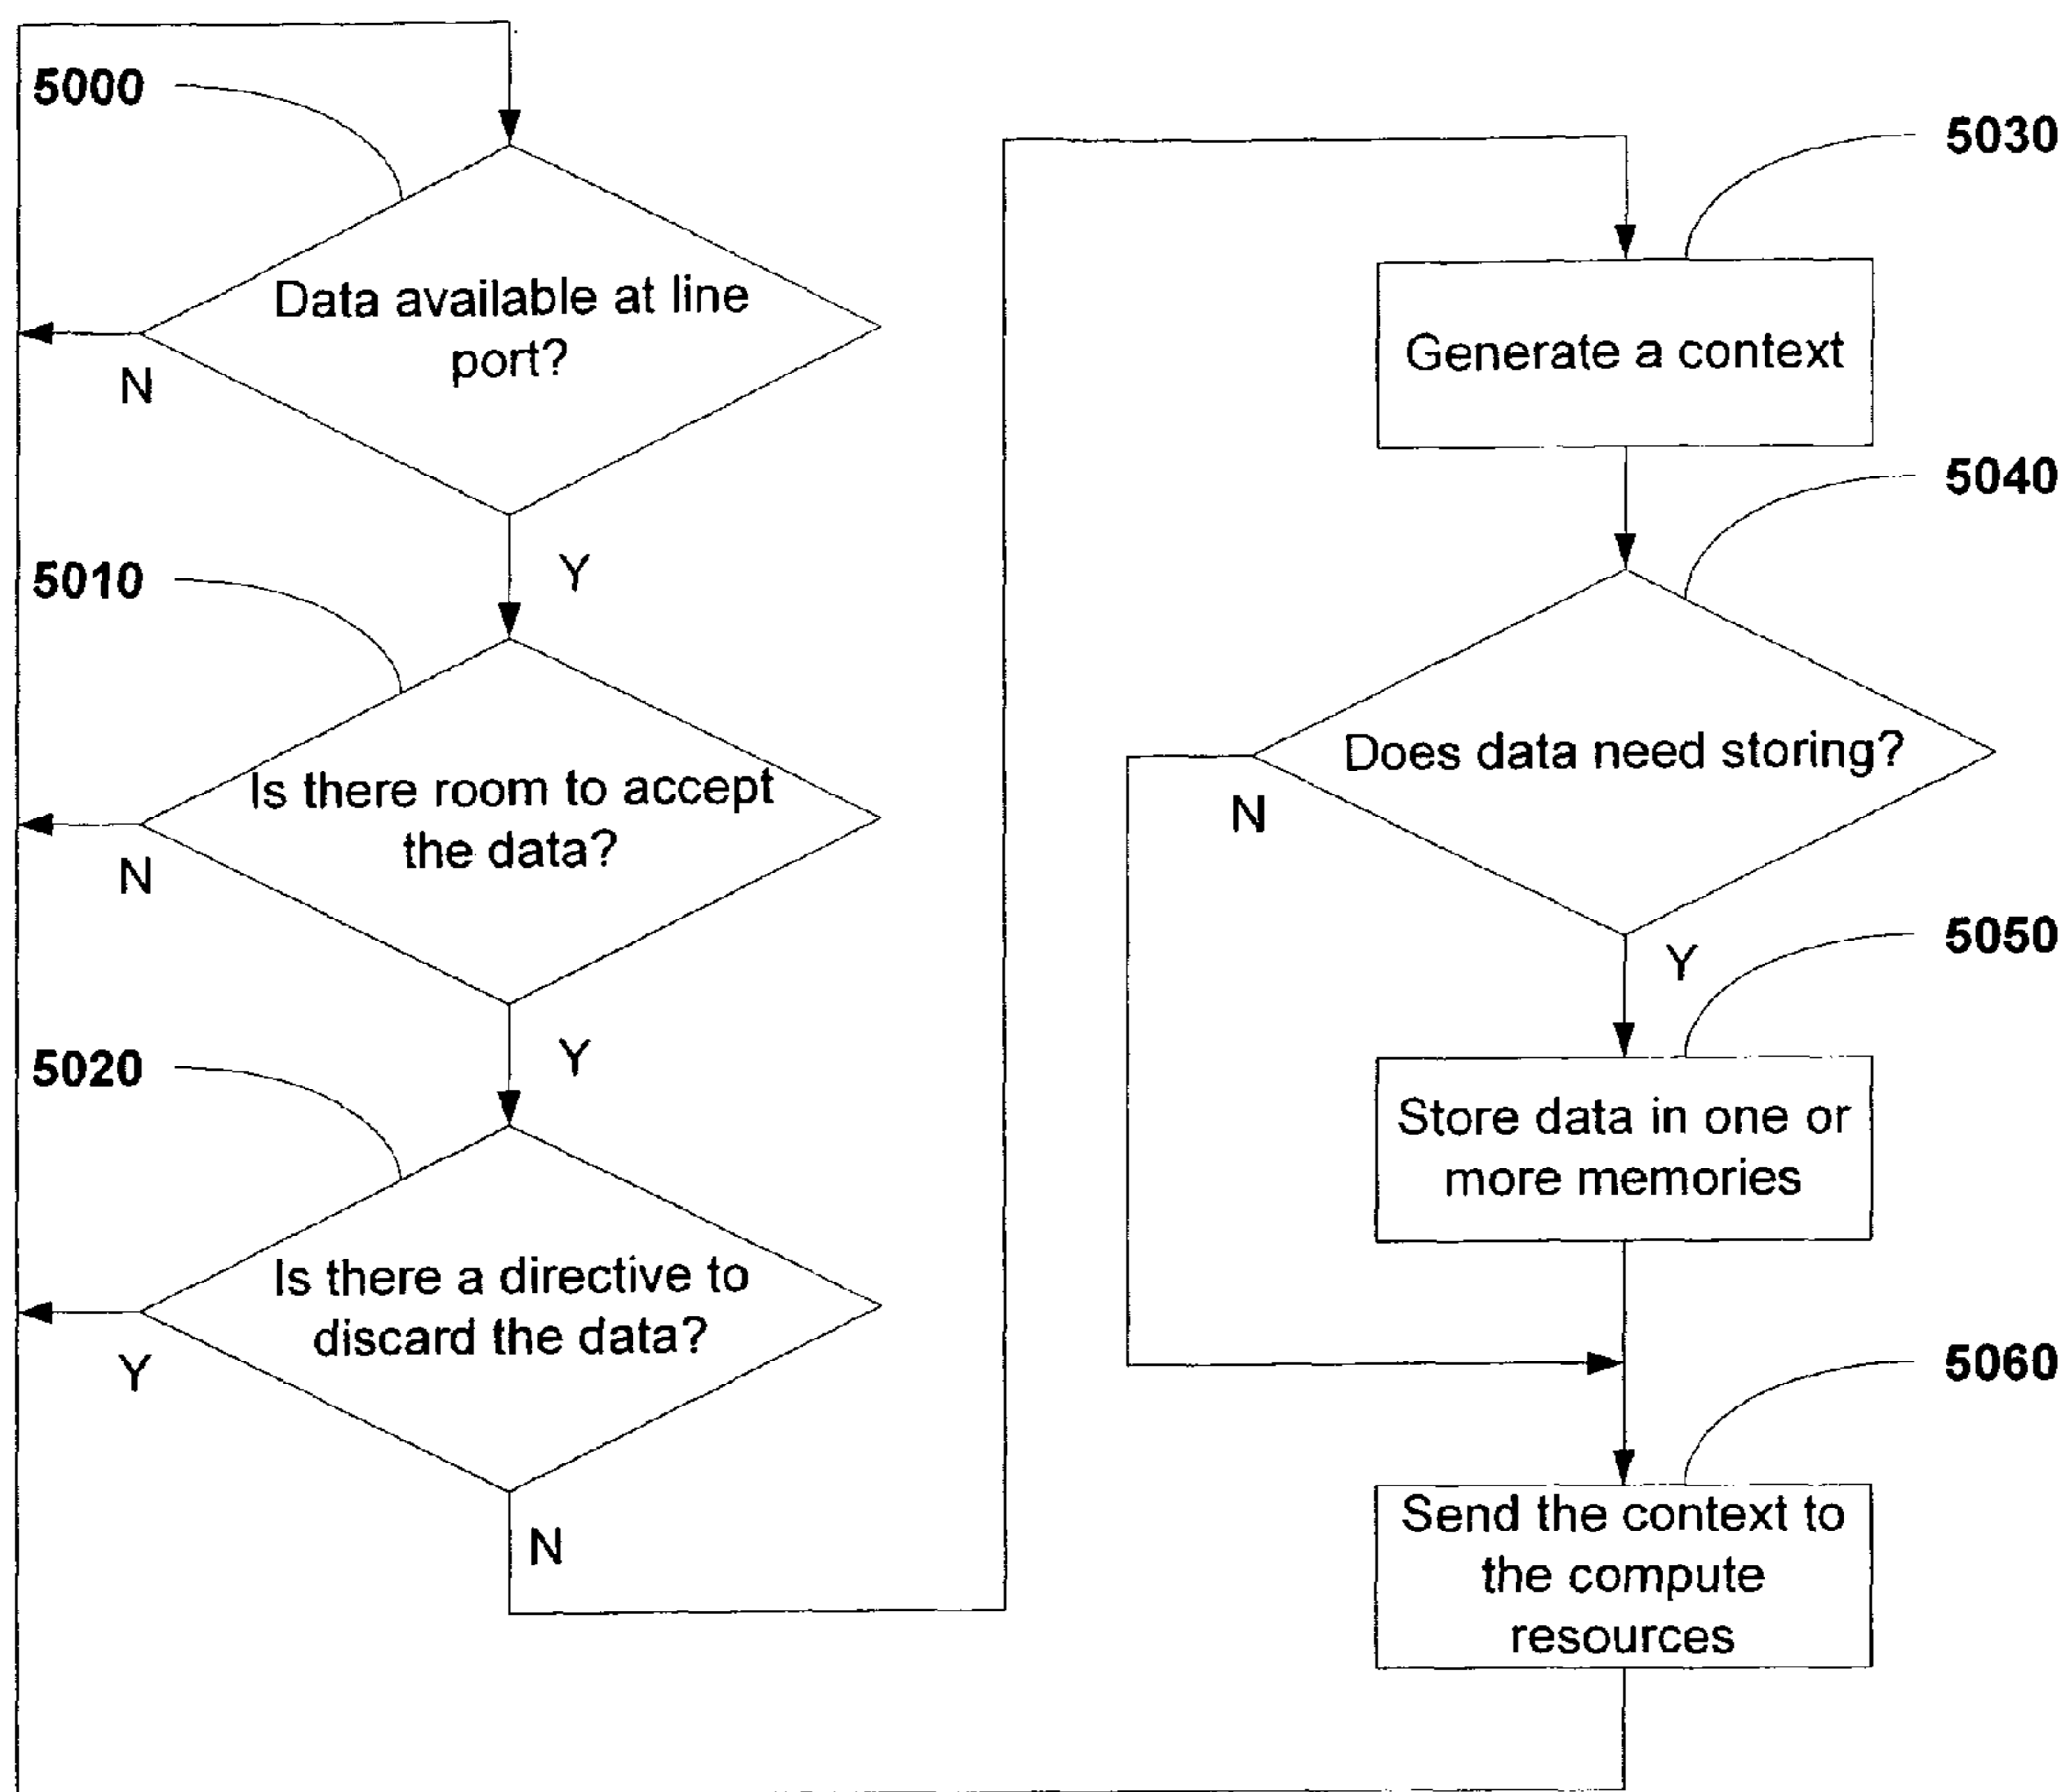 5000
Data available at line
port?
N
Y
5010
Is there room to accept
the data?
N
Y
5020
Is there a directive to
discard the data?
Y
N
5030
Generate a context
5040
Does data need storing?
N
Y
5050
Store data in one or
more memories
5060
Send the context to
the compute
resources